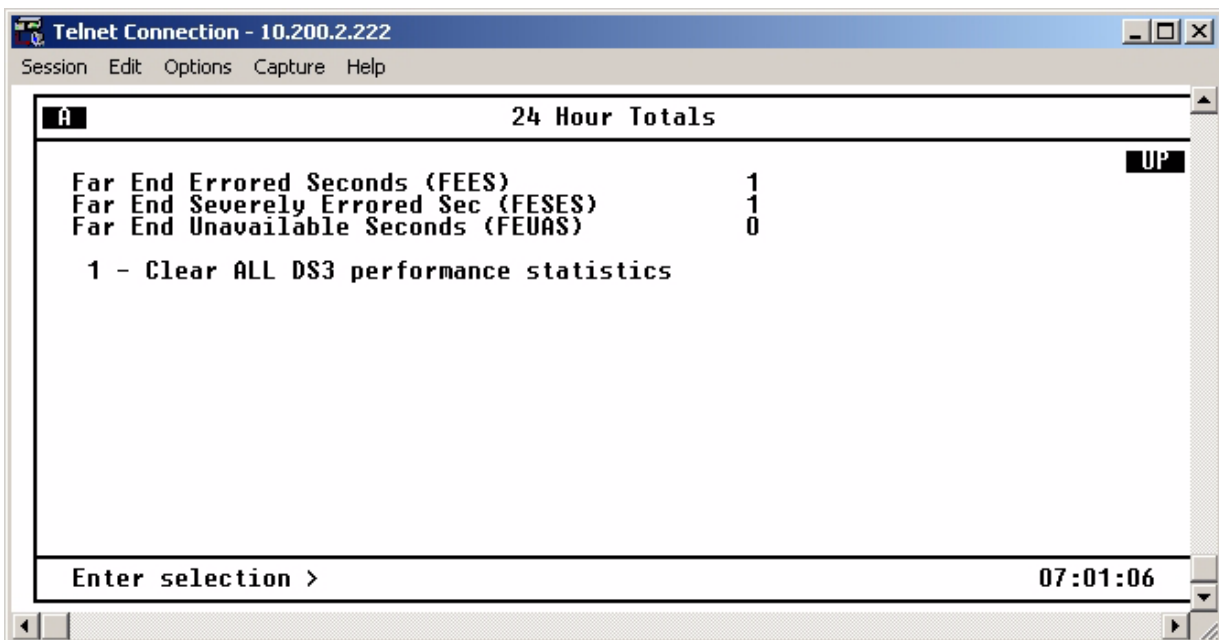 Telnet Connection - 10.200.2.222
Session Edit Options Capture Help
A 24 Hour Totals
UP
Far End Errored Seconds (FEES) 1
Far End Severely Errored Sec (FESES) 1
Far End Unavailable Seconds (FEUAS) 0
1 - Clear ALL DS3 performance statistics
Enter selection > 07:01:06